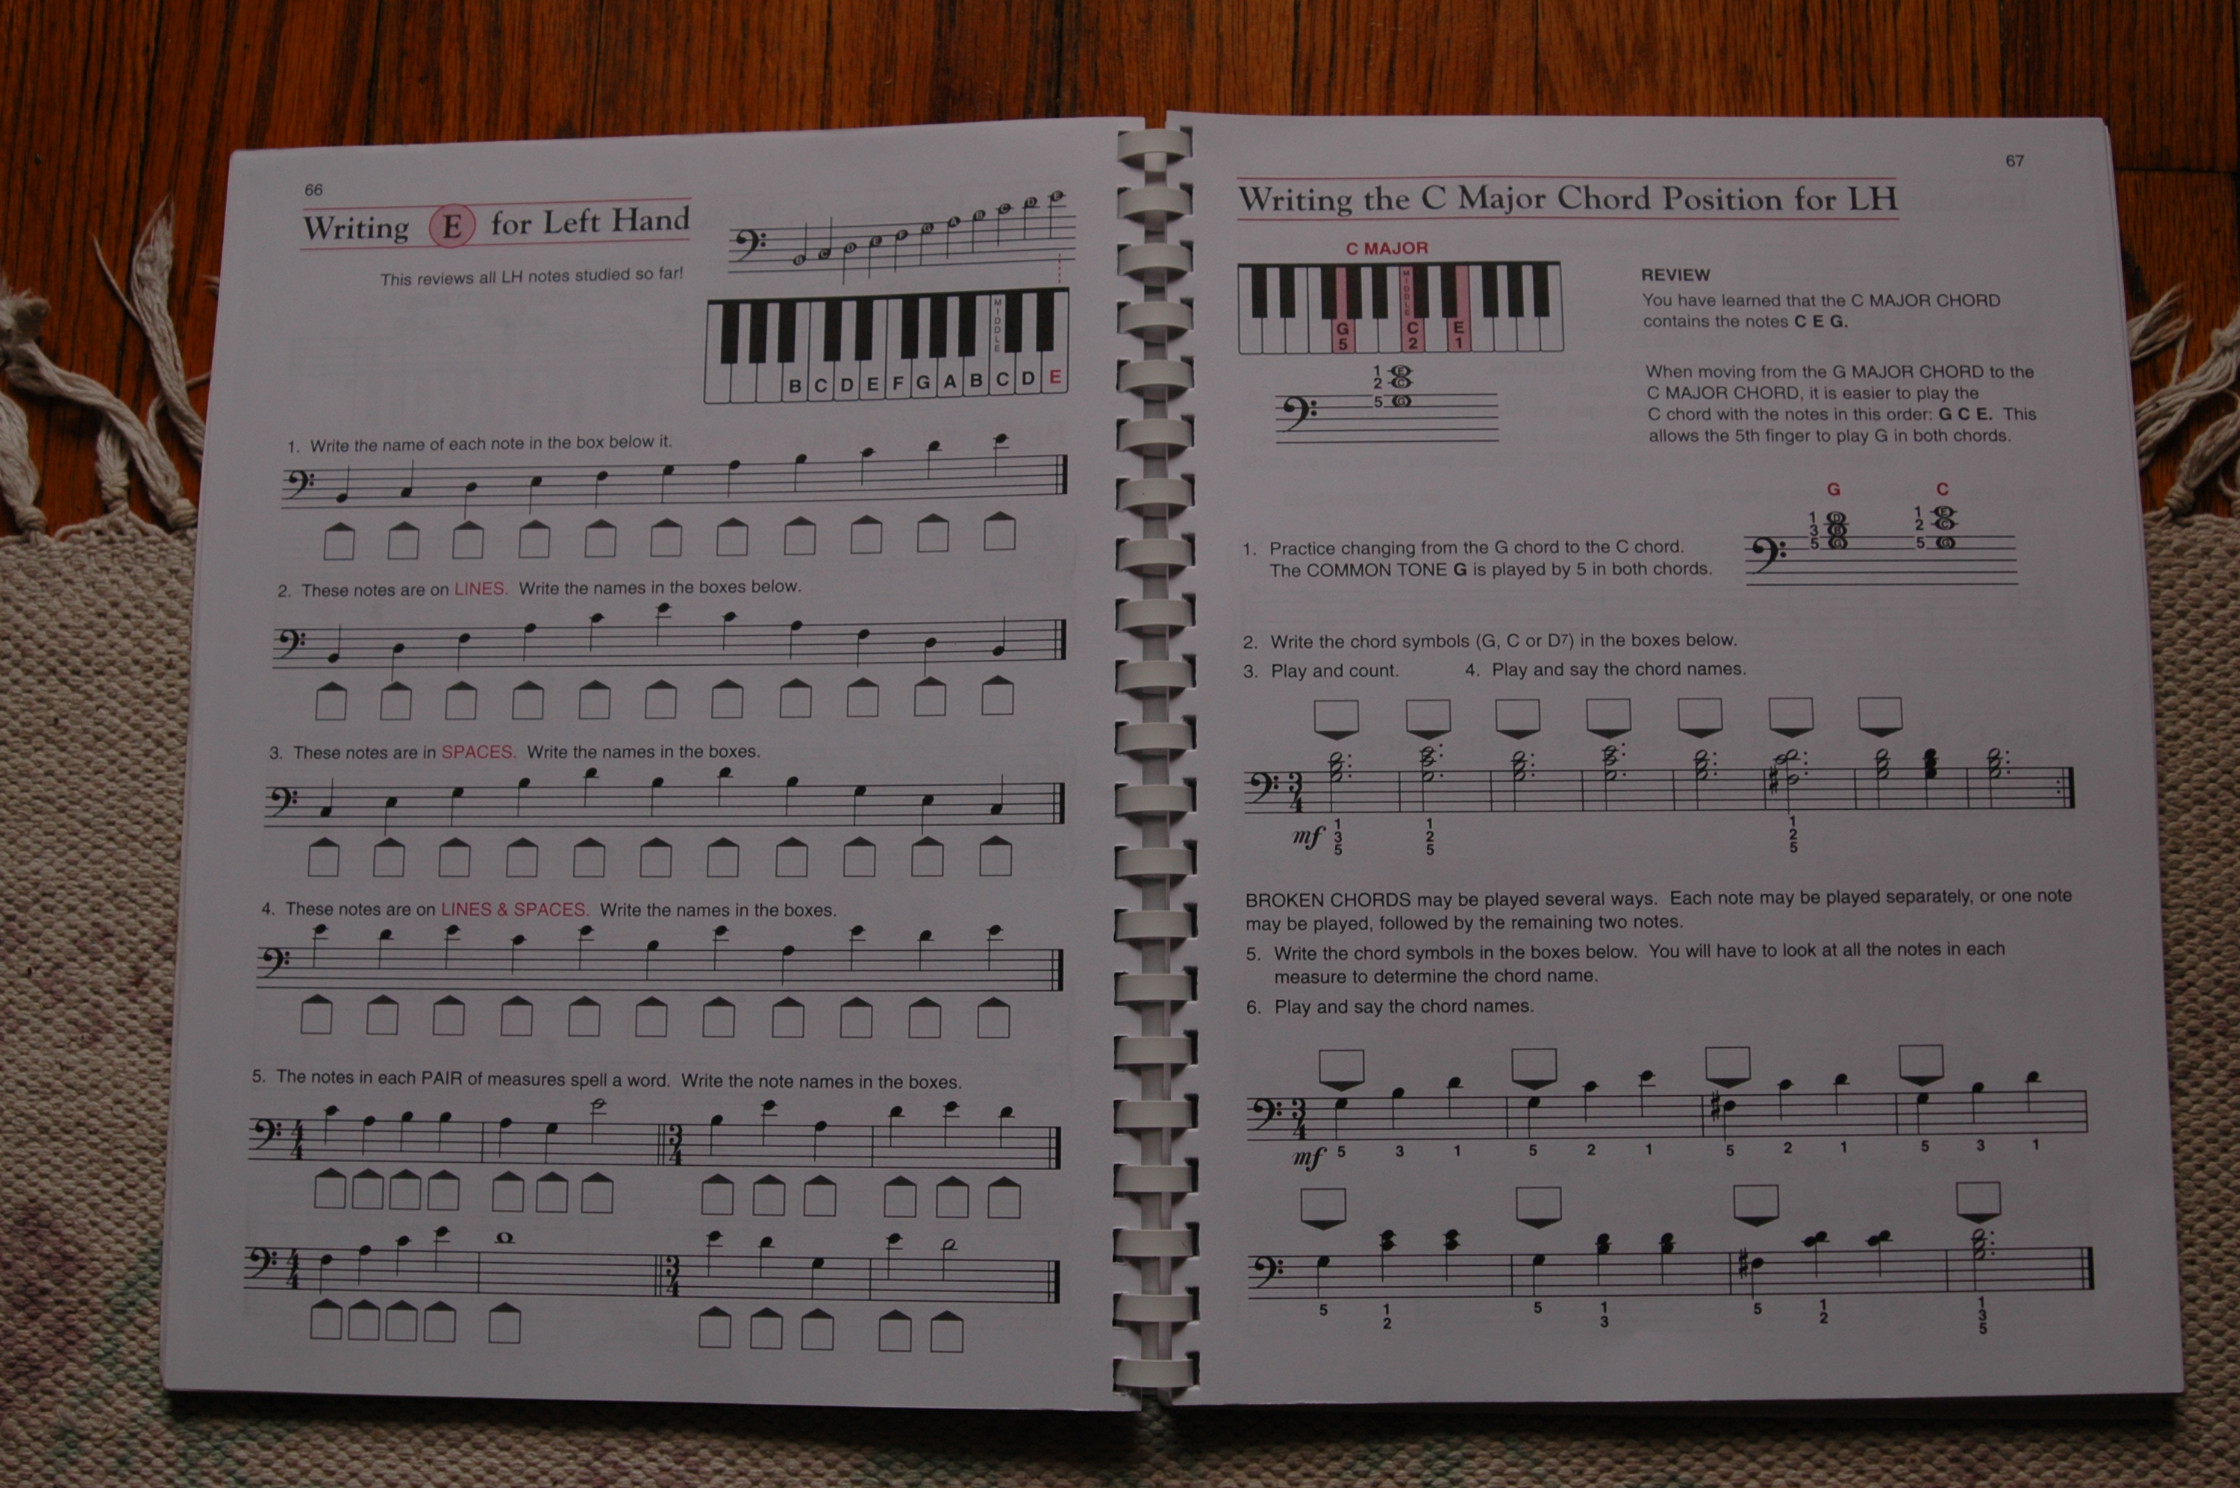 66
Writing E for Left Hand
This reviews all LH notes studied so far!
MIDDLE
B C D E F G A B C D E
1. Write the name of each note in the box below it.
2. These notes are on LINES. Write the names in the boxes below.
3. These notes are in SPACES. Write the names in the boxes.
4. These notes are on LINES & SPACES. Write the names in the boxes.
5. The notes in each PAIR of measures spell a word. Write the note names in the boxes.
4 4 3 4
4 4 3 4
67
Writing the C Major Chord Position for LH
C MAJOR
MIDDLE
G C E
5 2 1
1
2
5
REVIEW
You have learned that the C MAJOR CHORD
contains the notes C E G.
When moving from the G MAJOR CHORD to the
C MAJOR CHORD, it is easier to play the
C chord with the notes in this order: G C E. This
allows the 5th finger to play G in both chords.
1. Practice changing from the G chord to the C chord.
The COMMON TONE G is played by 5 in both chords.
G C
1 1
3 2
5 5
2. Write the chord symbols (G, C or D7) in the boxes below.
3. Play and count. 4. Play and say the chord names.
3 4
mf
1 1 1
3 2 2
5 5 5
BROKEN CHORDS may be played several ways. Each note may be played separately, or one note
may be played, followed by the remaining two notes.
5. Write the chord symbols in the boxes below. You will have to look at all the notes in each
measure to determine the chord name.
6. Play and say the chord names.
3 4
mf 5 3 1 5 2 1 5 2 1 5 3 1
5 1 5 1 5 1 1
2 3 2 3
5